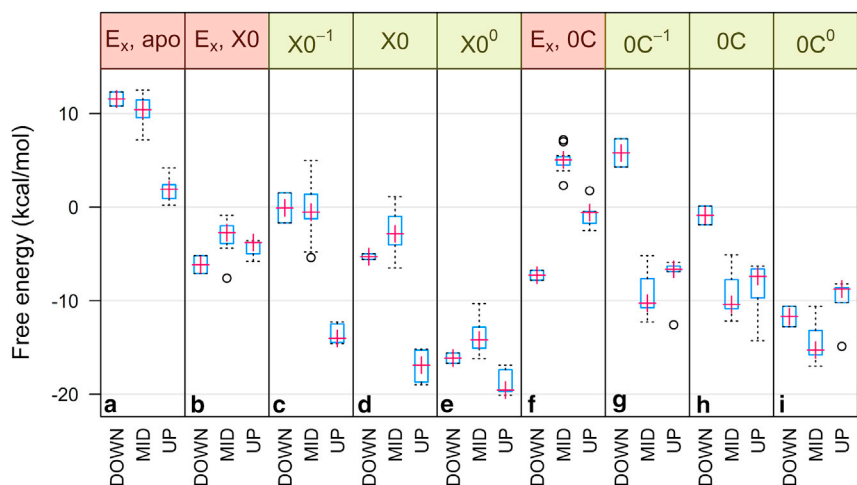 Eₓ, apo Eₓ, X0 X0⁻¹ X0 X0⁰ Eₓ, 0C 0C⁻¹ 0C 0C⁰
Free energy (kcal/mol)
10
0
-10
-20
a b c d e f g h i
DOWN MID UP DOWN MID UP DOWN MID UP DOWN MID UP DOWN MID UP DOWN MID UP DOWN MID UP DOWN MID UP DOWN MID UP